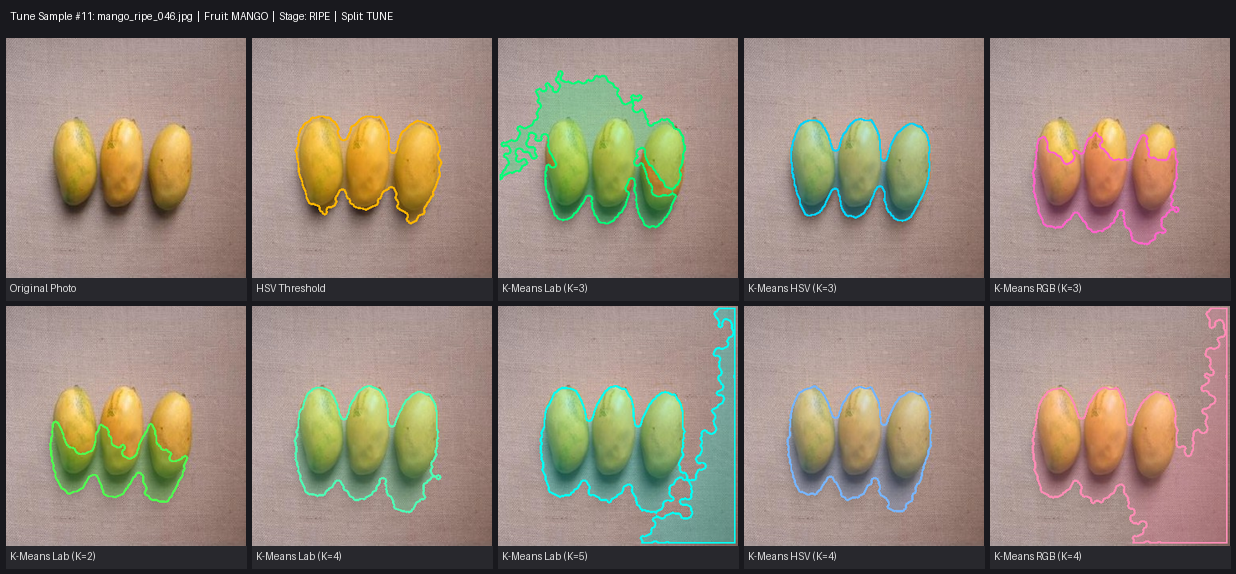 Tune Sample #11: mango_ripe_046.jpg | Fruit: MANGO | Stage: RIPE | Split: TUNE
Original Photo
HSV Threshold
K-Means Lab (K=3)
K-Means HSV (K=3)
K-Means RGB (K=3)
K-Means Lab (K=2)
K-Means Lab (K=4)
K-Means Lab (K=5)
K-Means HSV (K=4)
K-Means RGB (K=4)